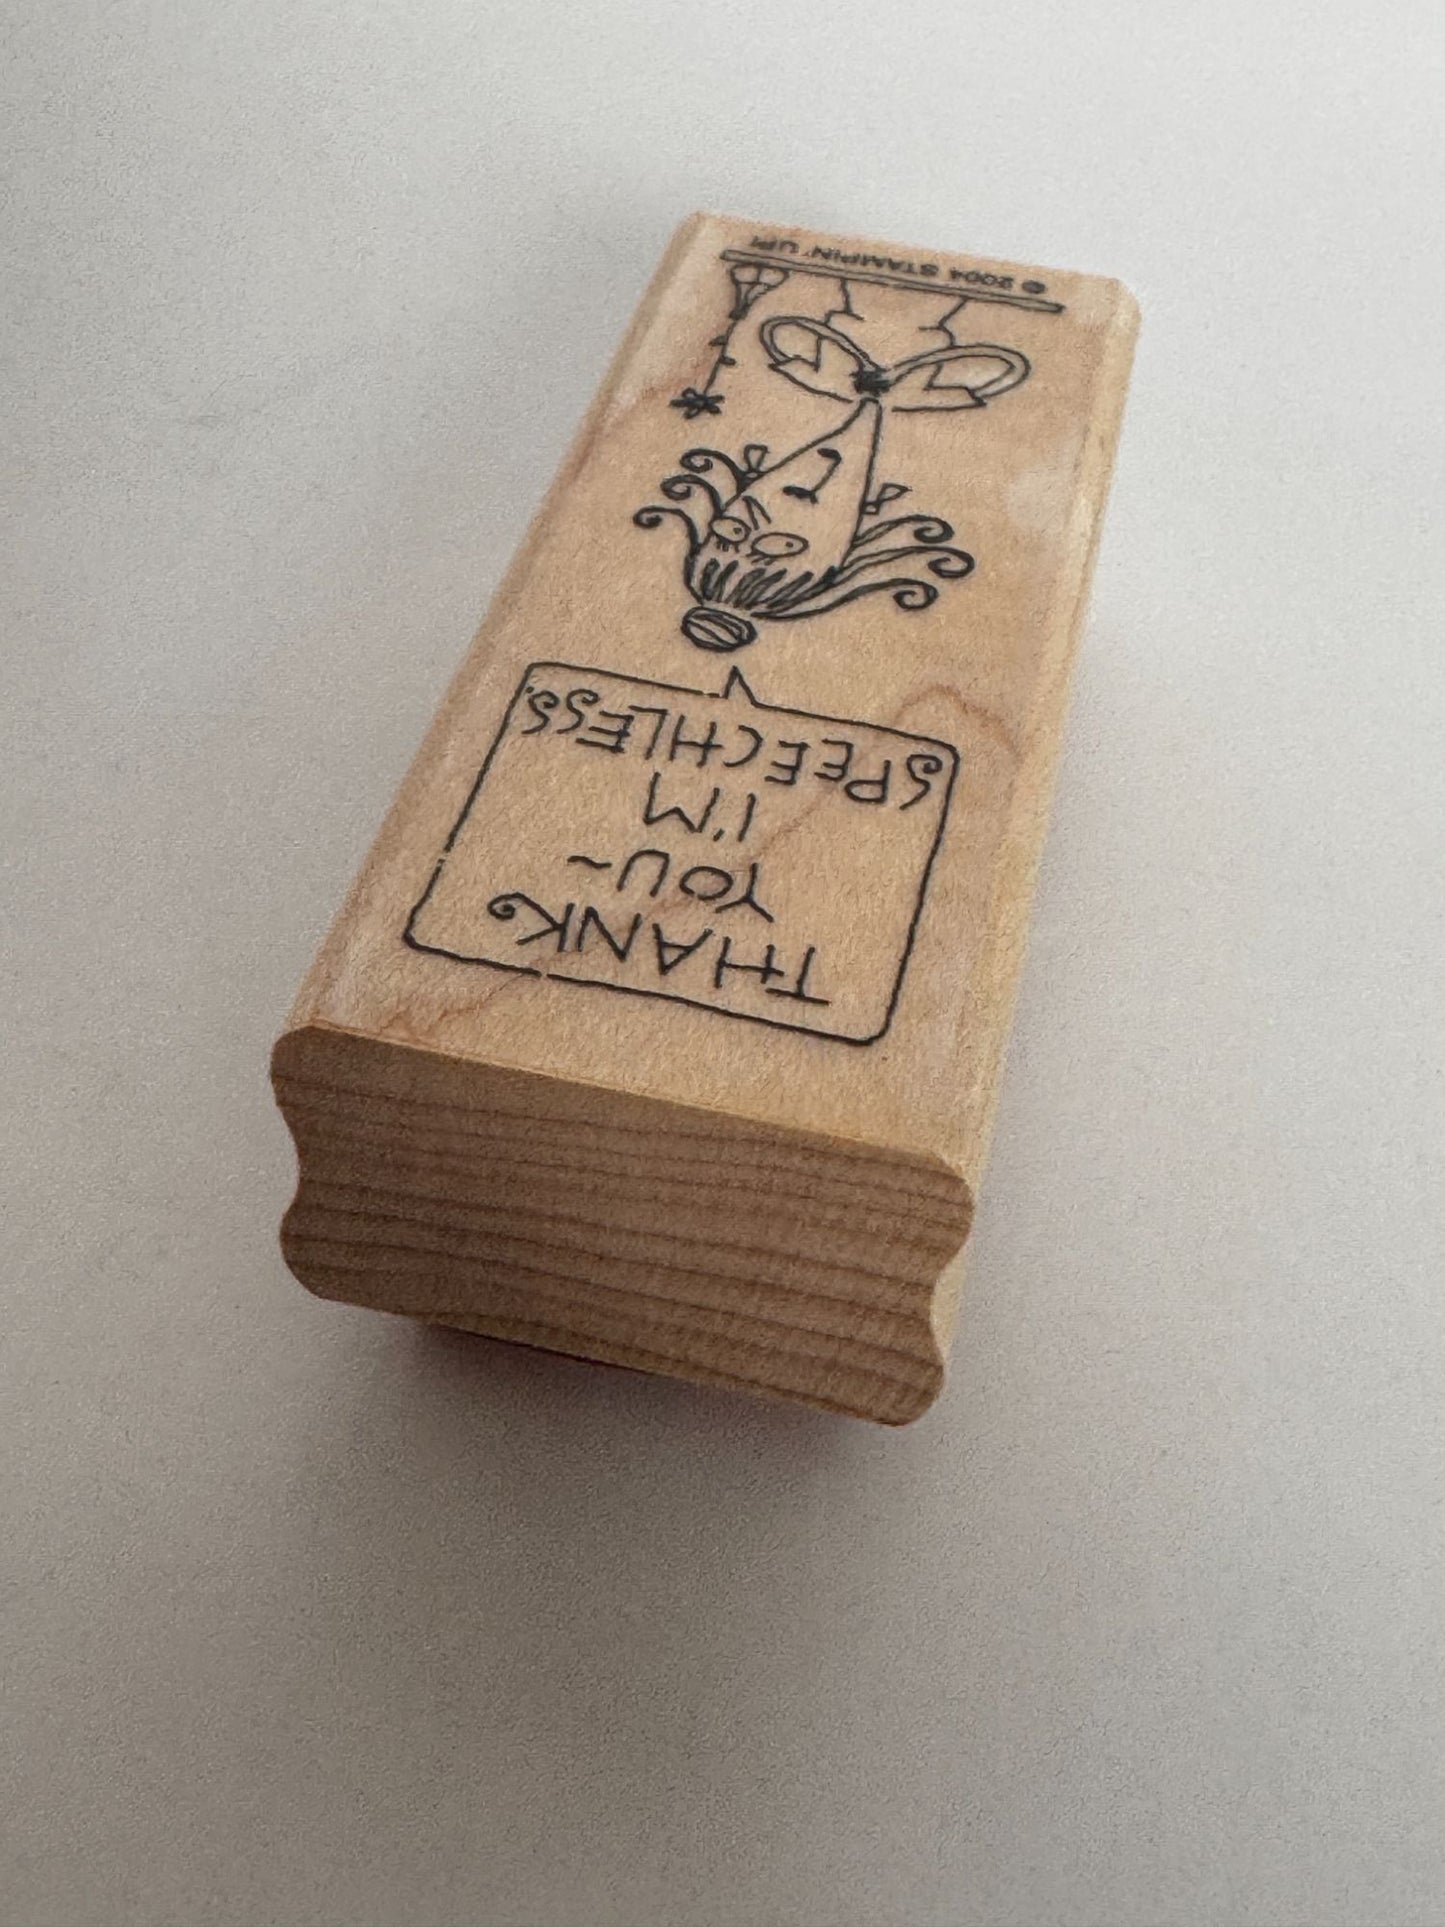 THANK
YOU~
I'M
SPEECHLESS.
© 2004 STAMPIN' UP!